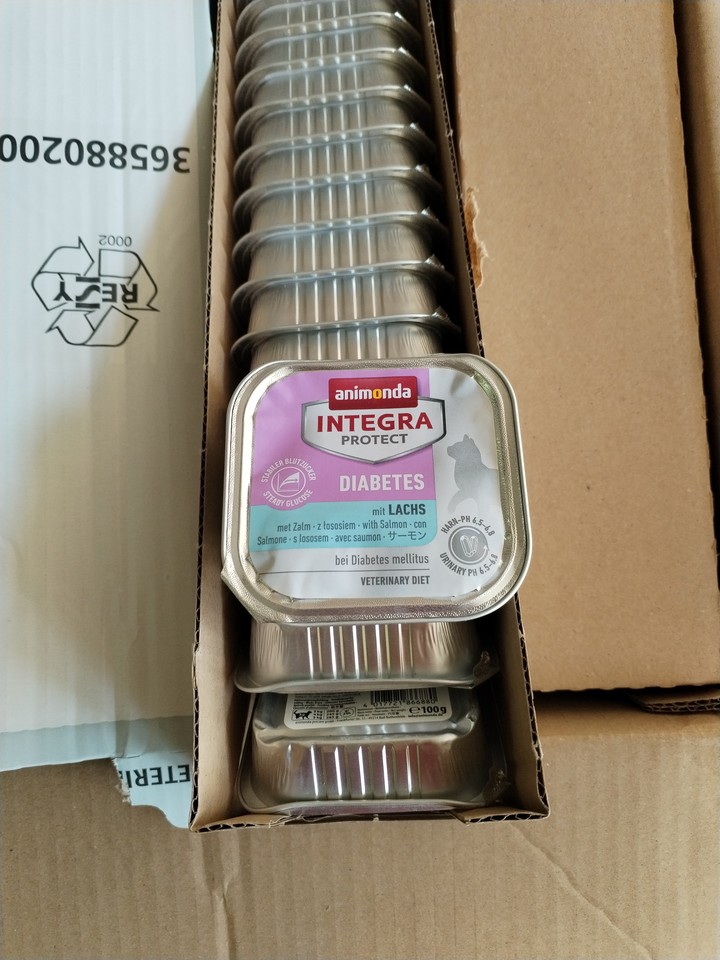 365880200
0002
RESY
animonda
INTEGRA
PROTECT
DIABETES
STABILER BLUTZUCKER
STEADY GLUCOSE
mit LACHS
met Zalm · z łososiem · with Salmon · con
Salmone · s lososem · avec saumon · サーモン
HARN-PH 6.5-6.8
URINARY PH 6.5-6.8
bei Diabetes mellitus
VETERINARY DIET
℮100g
ETERI